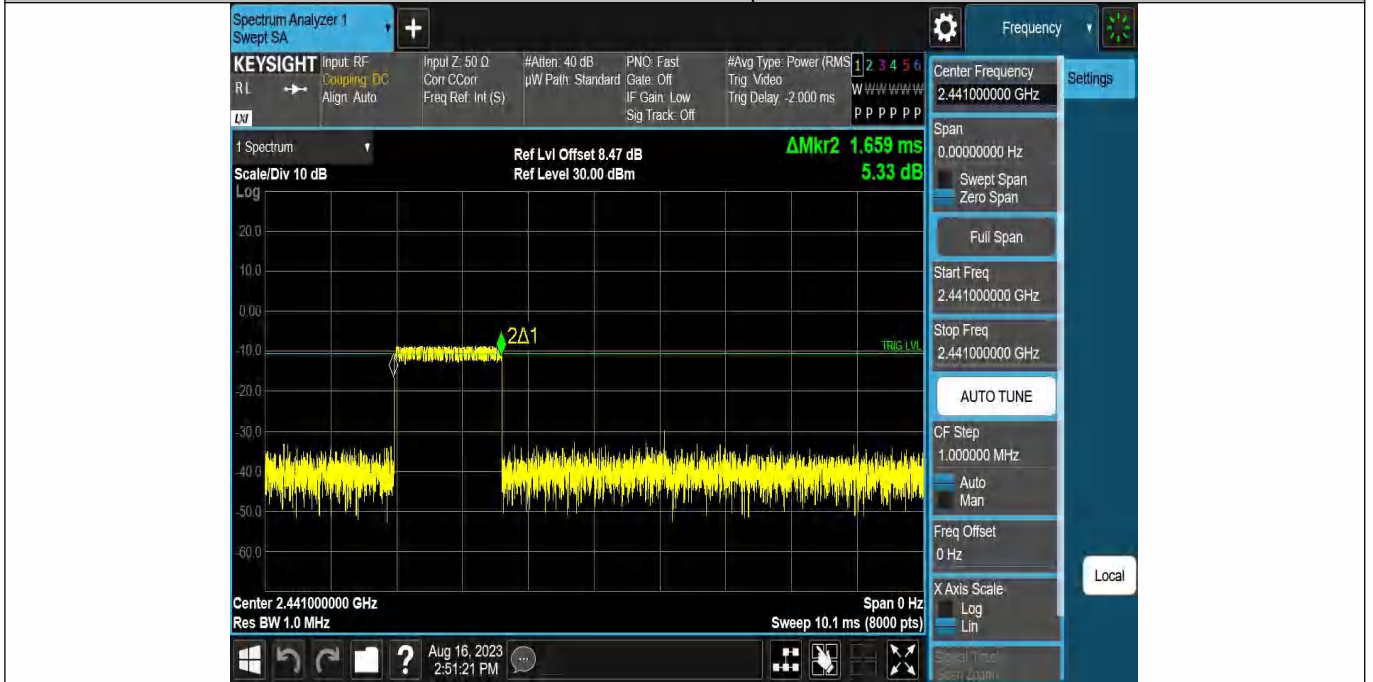 Spectrum Analyzer 1
Swept SA
+
Frequency
KEYSIGHT
RL
LXI
Input: RF
Coupling: DC
Align: Auto
Input Z: 50 Ω
Corr CCorr
Freq Ref: Int (S)
#Atten: 40 dB
µW Path: Standard
PNO: Fast
Gate: Off
IF Gain: Low
Sig Track: Off
#Avg Type: Power (RMS
Trig: Video
Trig Delay: -2.000 ms
1 2 3 4 5 6
W W W W W W
P P P P P P
1 Spectrum
Scale/Div 10 dB
Log
Ref Lvl Offset 8.47 dB
Ref Level 30.00 dBm
ΔMkr2 1.659 ms
5.33 dB
20.0
10.0
0.00
-10.0
-20.0
-30.0
-40.0
-50.0
-60.0
2Δ1
TRIG LVL
Center 2.441000000 GHz
Res BW 1.0 MHz
Span 0 Hz
Sweep 10.1 ms (8000 pts)
?
Aug 16, 2023
2:51:21 PM
Center Frequency
2.441000000 GHz
Span
0.00000000 Hz
Swept Span
Zero Span
Full Span
Start Freq
2.441000000 GHz
Stop Freq
2.441000000 GHz
AUTO TUNE
CF Step
1.000000 MHz
Auto
Man
Freq Offset
0 Hz
X Axis Scale
Log
Lin
Signal Track
Settings
Local